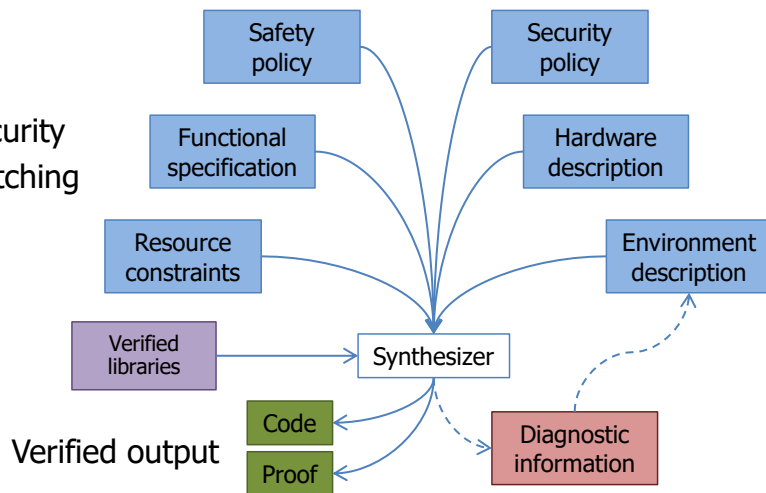 Safety
policy
Security
policy
Functional
specification
Hardware
description
Resource
constraints
Environment
description
Verified
libraries
Synthesizer
Code
Proof
Verified output
Diagnostic
information